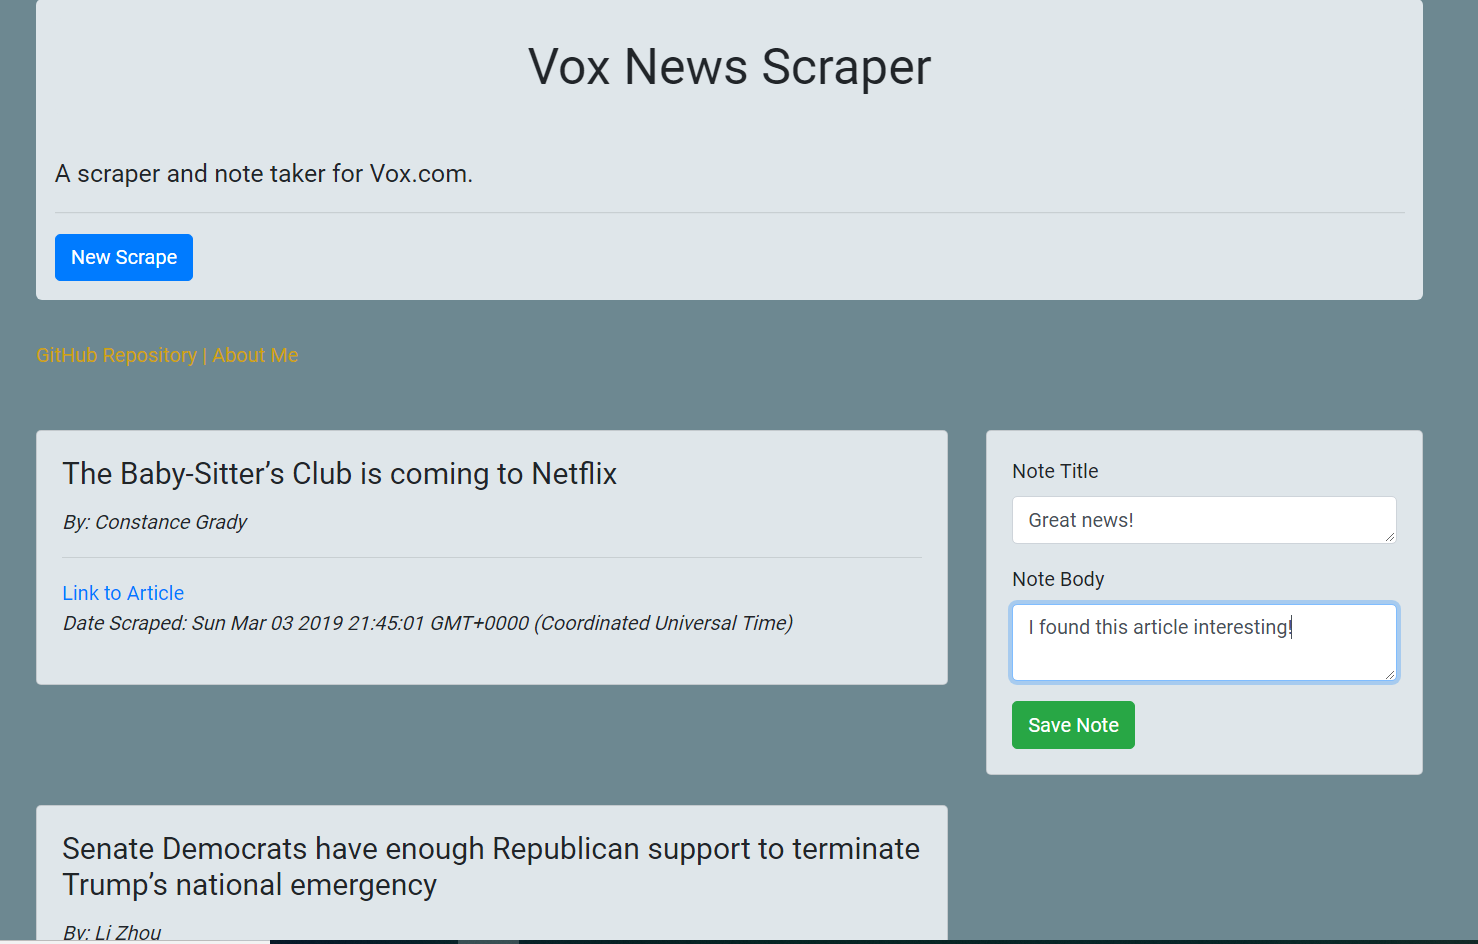 Vox News Scraper
A scraper and note taker for Vox.com.
New Scrape
GitHub Repository | About Me
The Baby-Sitter’s Club is coming to Netflix
By: Constance Grady
Link to Article
Date Scraped: Sun Mar 03 2019 21:45:01 GMT+0000 (Coordinated Universal Time)
Note Title
Great news!
Note Body
I found this article interesting!
Save Note
Senate Democrats have enough Republican support to terminate
Trump’s national emergency
By: Li Zhou